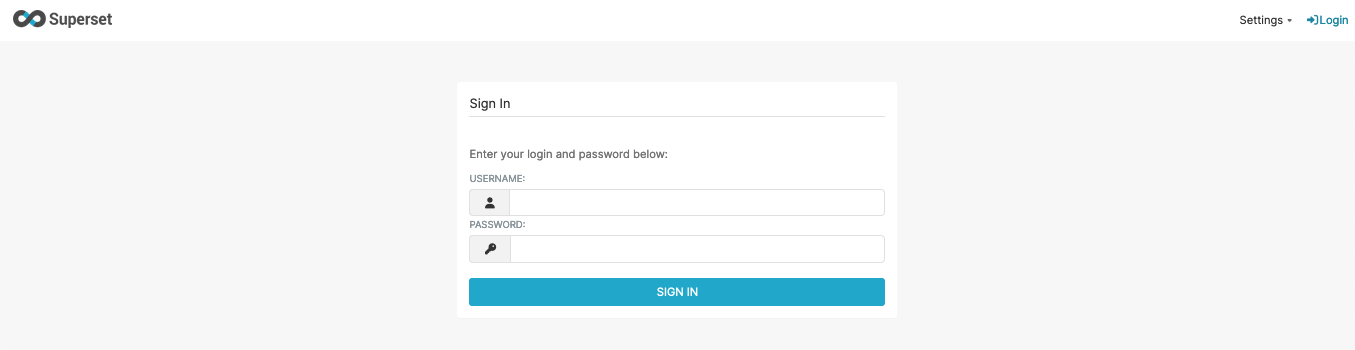 Superset
Settings
Login
Sign In
Enter your login and password below:
USERNAME:
PASSWORD:
SIGN IN